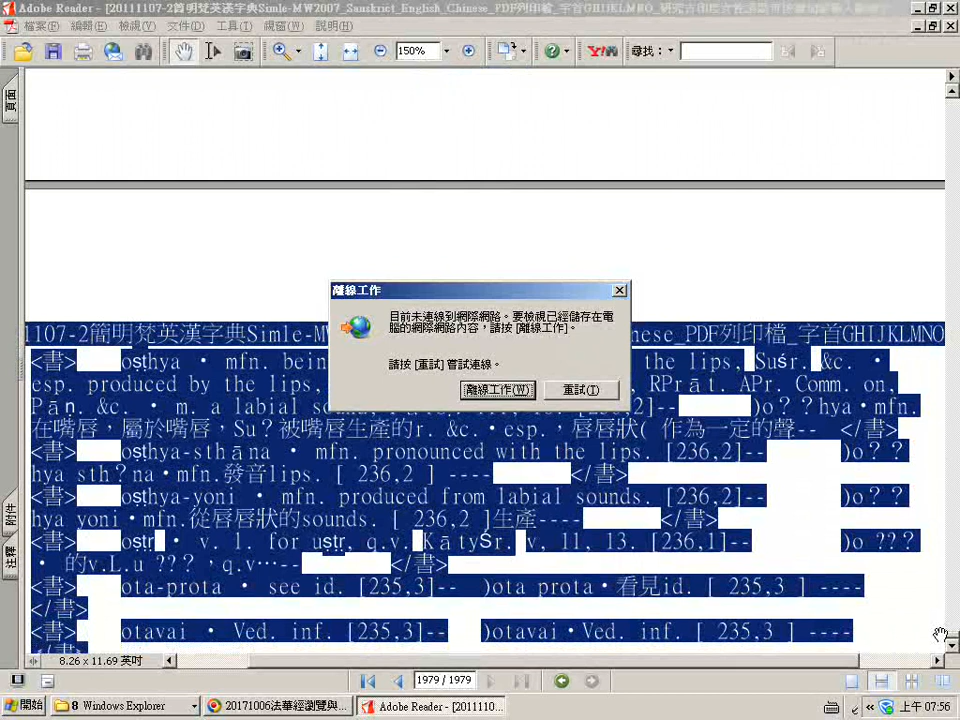 Adobe Reader - [20111107-2簡明梵英漢字典Simle-MW2007_Sanskrict_English_Chinese_PDF列印檔_字首GHIJKLMNO_
檔案(F) 編輯(E) 檢視(V) 文件(D) 工具(T) 視窗(W) 說明(H)
150%
Y! 尋找:
頁面
附件
注釋
離線工作
目前未連線到網際網路。要檢視已經儲存在電
腦的網際網路內容，請按 [離線工作]。
請按 [重試] 嘗試連線。
離線工作(W) 重試(T)
1107-2簡明梵英漢字典Simle-MW nese_PDF列印檔_字首GHIJKLMNO
<書> oṣṭhya • mfn. bein the lips, Suśr. &c. •
esp. produced by the lips, RPrāt. APr. Comm. on,
Pāṇ. &c. • m. a labial so [236,2]-- )o？？hya•mfn.
在嘴唇，屬於嘴唇，Su？被嘴唇生產的r. &c.•esp.，唇唇狀( 作為一定的聲-- </書>
<書> oṣṭhya-sthāna • mfn. pronounced with the lips. [236,2]-- )o？？
hya sth？na•mfn.發音lips. [ 236,2 ] ---- </書>
<書> oṣṭhya-yoni • mfn. produced from labial sounds. [236,2]-- )o？？
hya yoni•mfn.從唇唇狀的sounds. [ 236,2 ]生產---- </書>
<書> oṣṭṛ • v. l. for uṣṭṛ, q.v. KātyŚr. v, 11, 13. [236,1]-- )o ??？
• 的v.L.u ??？，q.v…-- </書>
<書> ota-prota • see id. [235,3]-- )ota prota•看見id. [ 235,3 ] ----
</書>
<書> otavai • Ved. inf. [235,3]-- )otavai•Ved. inf. [ 235,3 ] ----
</書>
8.26 x 11.69 英吋
1979 / 1979
開始 8 Windows Explorer 20171006法華經瀏覽與... Adobe Reader - [2011110... 上午 07:56